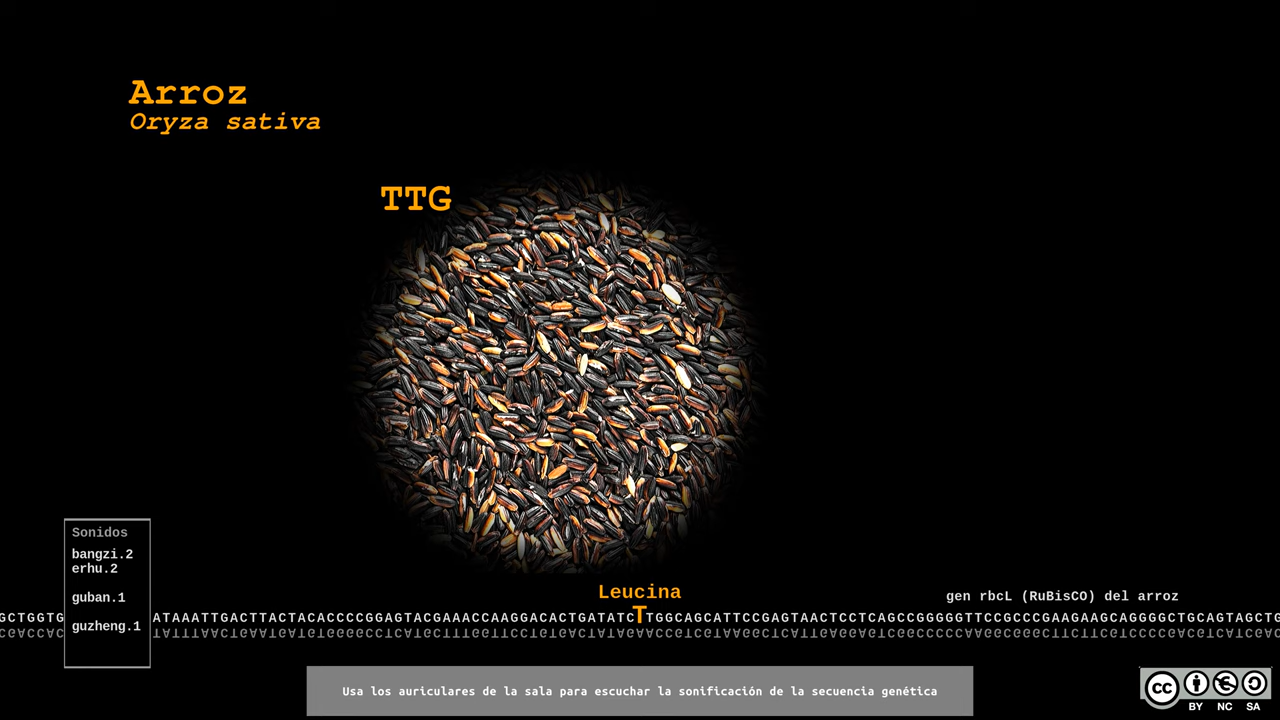 Arroz
Oryza sativa
TTG
Sonidos
bangzi.2
erhu.2
guban.1
guzheng.1
Leucina
gen rbcL (RuBisCO) del arroz
GCTGGTG ATAAATTGACTTACTACACCCCGGAGTACGAAACCAAGGACACTGATATCTTGGCAGCATTCCGAGTAACTCCTCAGCCGGGGGTTCCGCCCGAAGAAGCAGGGGCTGCAGTAGCTG
Usa los auriculares de la sala para escuchar la sonificación de la secuencia genética
CC
BY NC SA